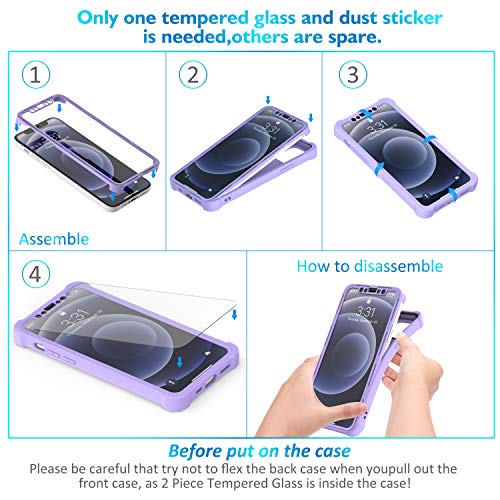 Only one tempered glass and dust sticker
is needed,others are spare.
1
2
3
Assemble
4
How to disassemble
3:31
3:31
3:31
3:31
Before put on the case
Please be careful that try not to flex the back case when youpull out the
front case, as 2 Piece Tempered Glass is inside the case!